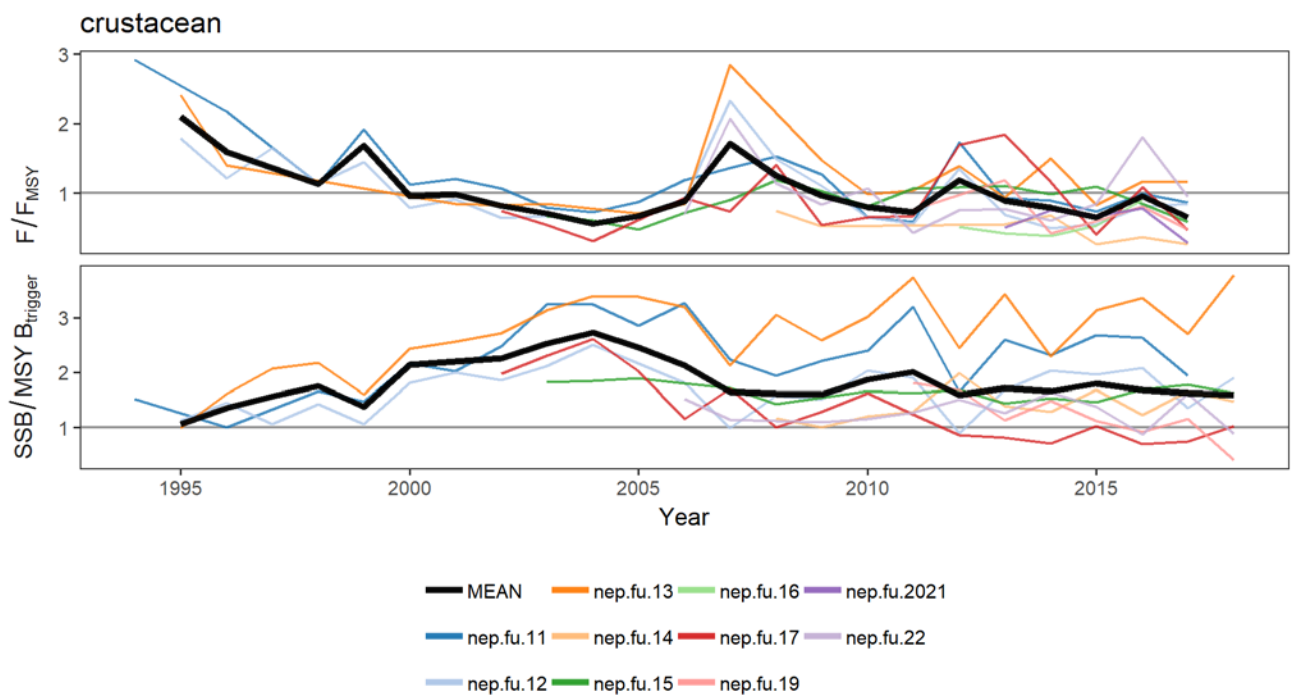 crustacean
3
2
1
F/F_MSY
3
2
1
SSB/MSY B_trigger
1995 2000 2005 2010 2015
Year
MEAN nep.fu.13 nep.fu.16 nep.fu.2021
nep.fu.11 nep.fu.14 nep.fu.17 nep.fu.22
nep.fu.12 nep.fu.15 nep.fu.19